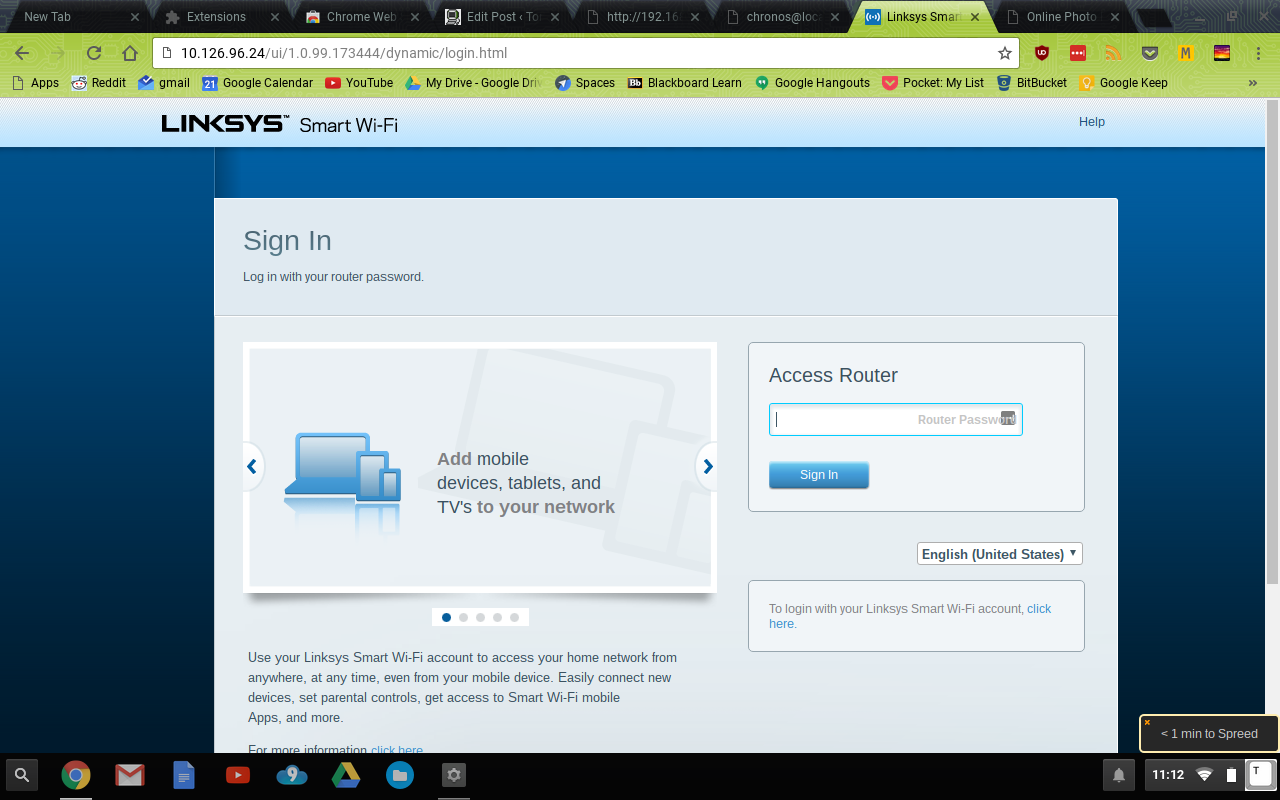 New Tab
Extensions
Chrome Web
Edit Post ‹ To
http://192.16
chronos@loc
Linksys Smar
Online Photo
10.126.96.24/ui/1.0.99.173444/dynamic/login.html
Apps
Reddit
gmail
21
Google Calendar
YouTube
My Drive - Google Driv
Spaces
Bb
Blackboard Learn
Google Hangouts
Pocket: My List
BitBucket
Google Keep
»
LINKSYS™ Smart Wi-Fi
Help
Sign In
Log in with your router password.
Add mobile
devices, tablets, and
TV's to your network
Access Router
Router Password
Sign In
English (United States)
To login with your Linksys Smart Wi-Fi account, click
here.
Use your Linksys Smart Wi-Fi account to access your home network from
anywhere, at any time, even from your mobile device. Easily connect new
devices, set parental controls, get access to Smart Wi-Fi mobile
Apps, and more.
For more information click here
< 1 min to Spreed
9
11:12
T